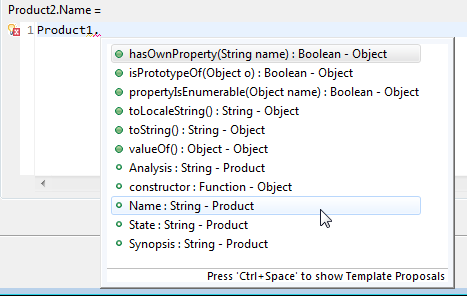 Product2.Name =
1 Product1.
hasOwnProperty(String name) : Boolean - Object
isPrototypeOf(Object o) : Boolean - Object
propertyIsEnumerable(Object name) : Boolean - Object
toLocaleString() : String - Object
toString() : String - Object
valueOf() : Object - Object
Analysis : String - Product
constructor : Function - Object
Name : String - Product
State : String - Product
Synopsis : String - Product
Press 'Ctrl+Space' to show Template Proposals